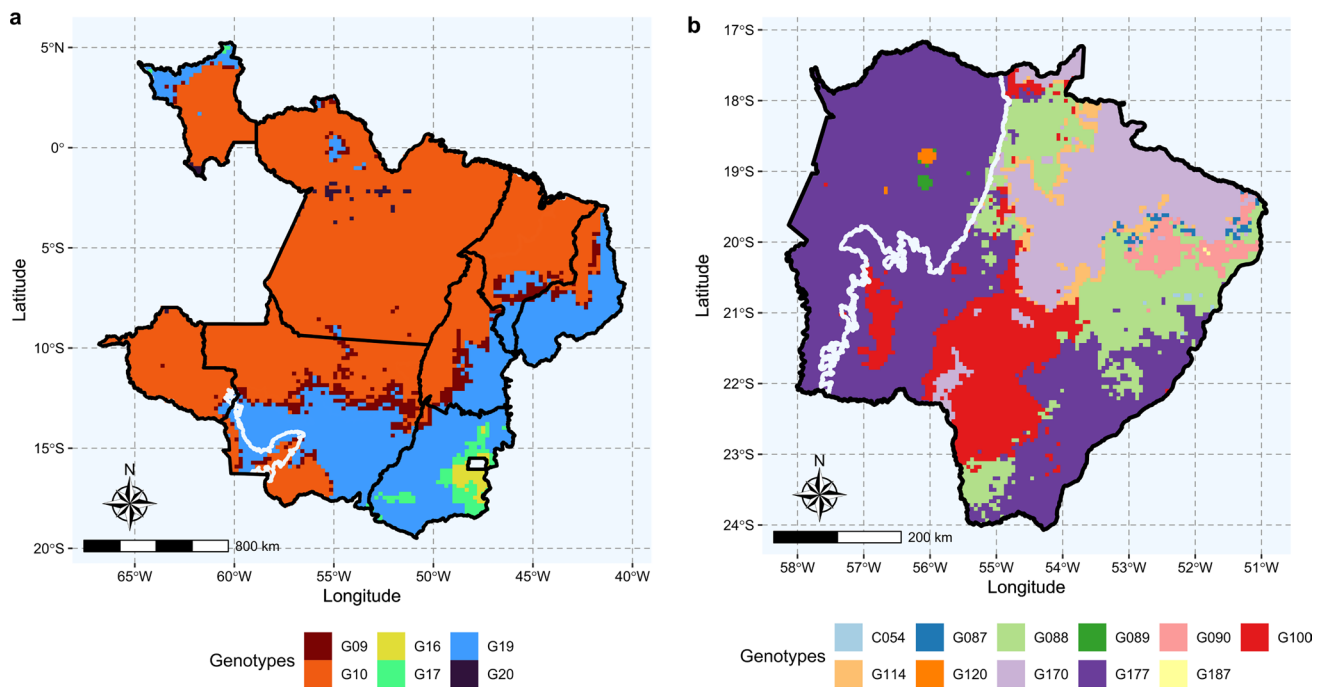 a
5°N
0°
5°S
10°S
15°S
20°S
Latitude
N
800 km
65°W 60°W 55°W 50°W 45°W 40°W
Longitude
Genotypes
G09 G16 G19
G10 G17 G20
b
17°S
18°S
19°S
20°S
21°S
22°S
23°S
24°S
Latitude
N
200 km
58°W 57°W 56°W 55°W 54°W 53°W 52°W 51°W
Longitude
Genotypes
C054 G087 G088 G089 G090 G100
G114 G120 G170 G177 G187